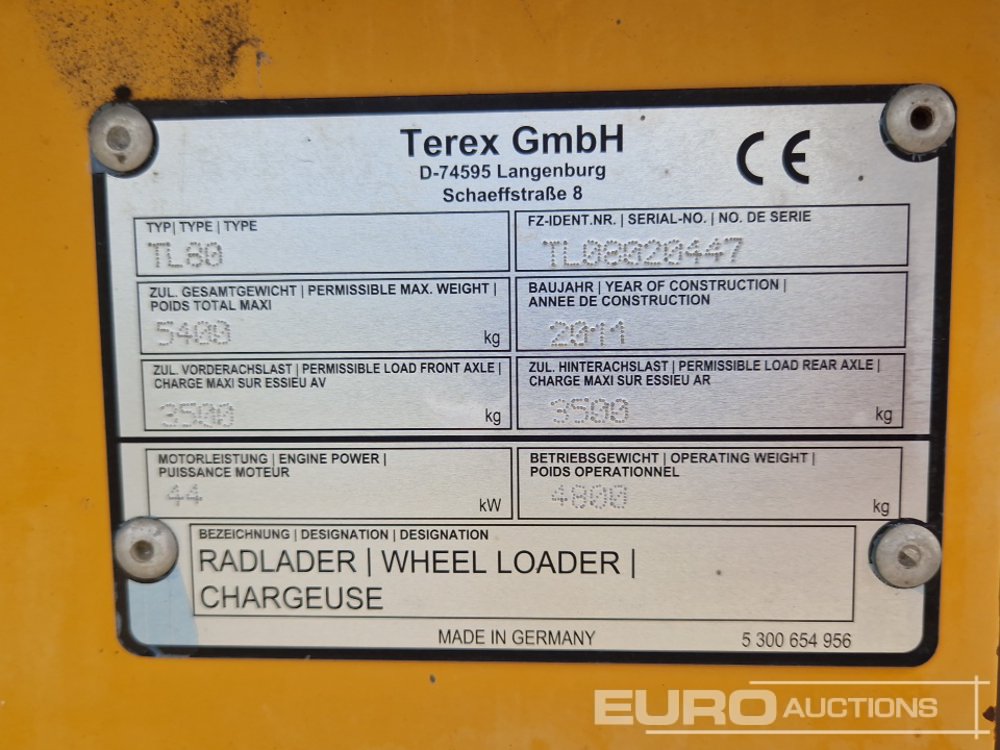 Terex GmbH
D-74595 Langenburg
Schaeffstraße 8
CE
TYP| TYPE | TYPE
TL80
FZ-IDENT.NR. | SERIAL-NO. | NO. DE SERIE
TL08020447
ZUL. GESAMTGEWICHT | PERMISSIBLE MAX. WEIGHT |
POIDS TOTAL MAXI
5400 kg
BAUJAHR | YEAR OF CONSTRUCTION |
ANNEE DE CONSTRUCTION
2011
ZUL. VORDERACHSLAST | PERMISSIBLE LOAD FRONT AXLE |
CHARGE MAXI SUR ESSIEU AV
3500 kg
ZUL. HINTERACHSLAST | PERMISSIBLE LOAD REAR AXLE |
CHARGE MAXI SUR ESSIEU AR
3500 kg
MOTORLEISTUNG | ENGINE POWER |
PUISSANCE MOTEUR
44 kW
BETRIEBSGEWICHT | OPERATING WEIGHT |
POIDS OPERATIONNEL
4800 kg
BEZEICHNUNG | DESIGNATION | DESIGNATION
RADLADER | WHEEL LOADER |
CHARGEUSE
MADE IN GERMANY 5 300 654 956
EURO AUCTIONS